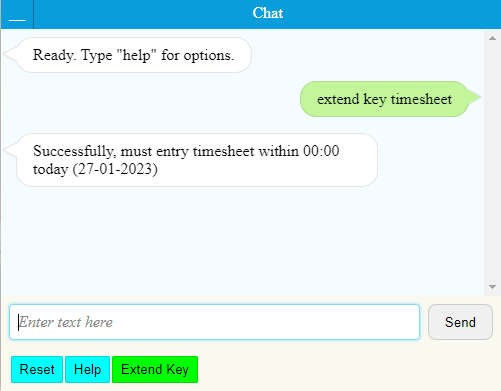 Chat
Ready. Type "help" for options.
extend key timesheet
Successfully, must entry timesheet within 00:00
today (27-01-2023)
Enter text here
Send
Reset Help Extend Key